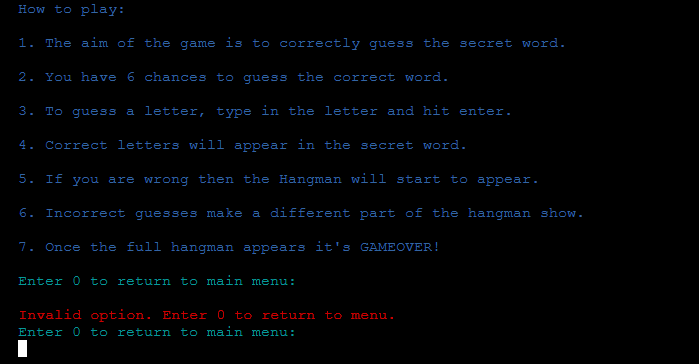 How to play:
1. The aim of the game is to correctly guess the secret word.
2. You have 6 chances to guess the correct word.
3. To guess a letter, type in the letter and hit enter.
4. Correct letters will appear in the secret word.
5. If you are wrong then the Hangman will start to appear.
6. Incorrect guesses make a different part of the hangman show.
7. Once the full hangman appears it's GAMEOVER!
Enter 0 to return to main menu:
Invalid option. Enter 0 to return to menu.
Enter 0 to return to main menu: